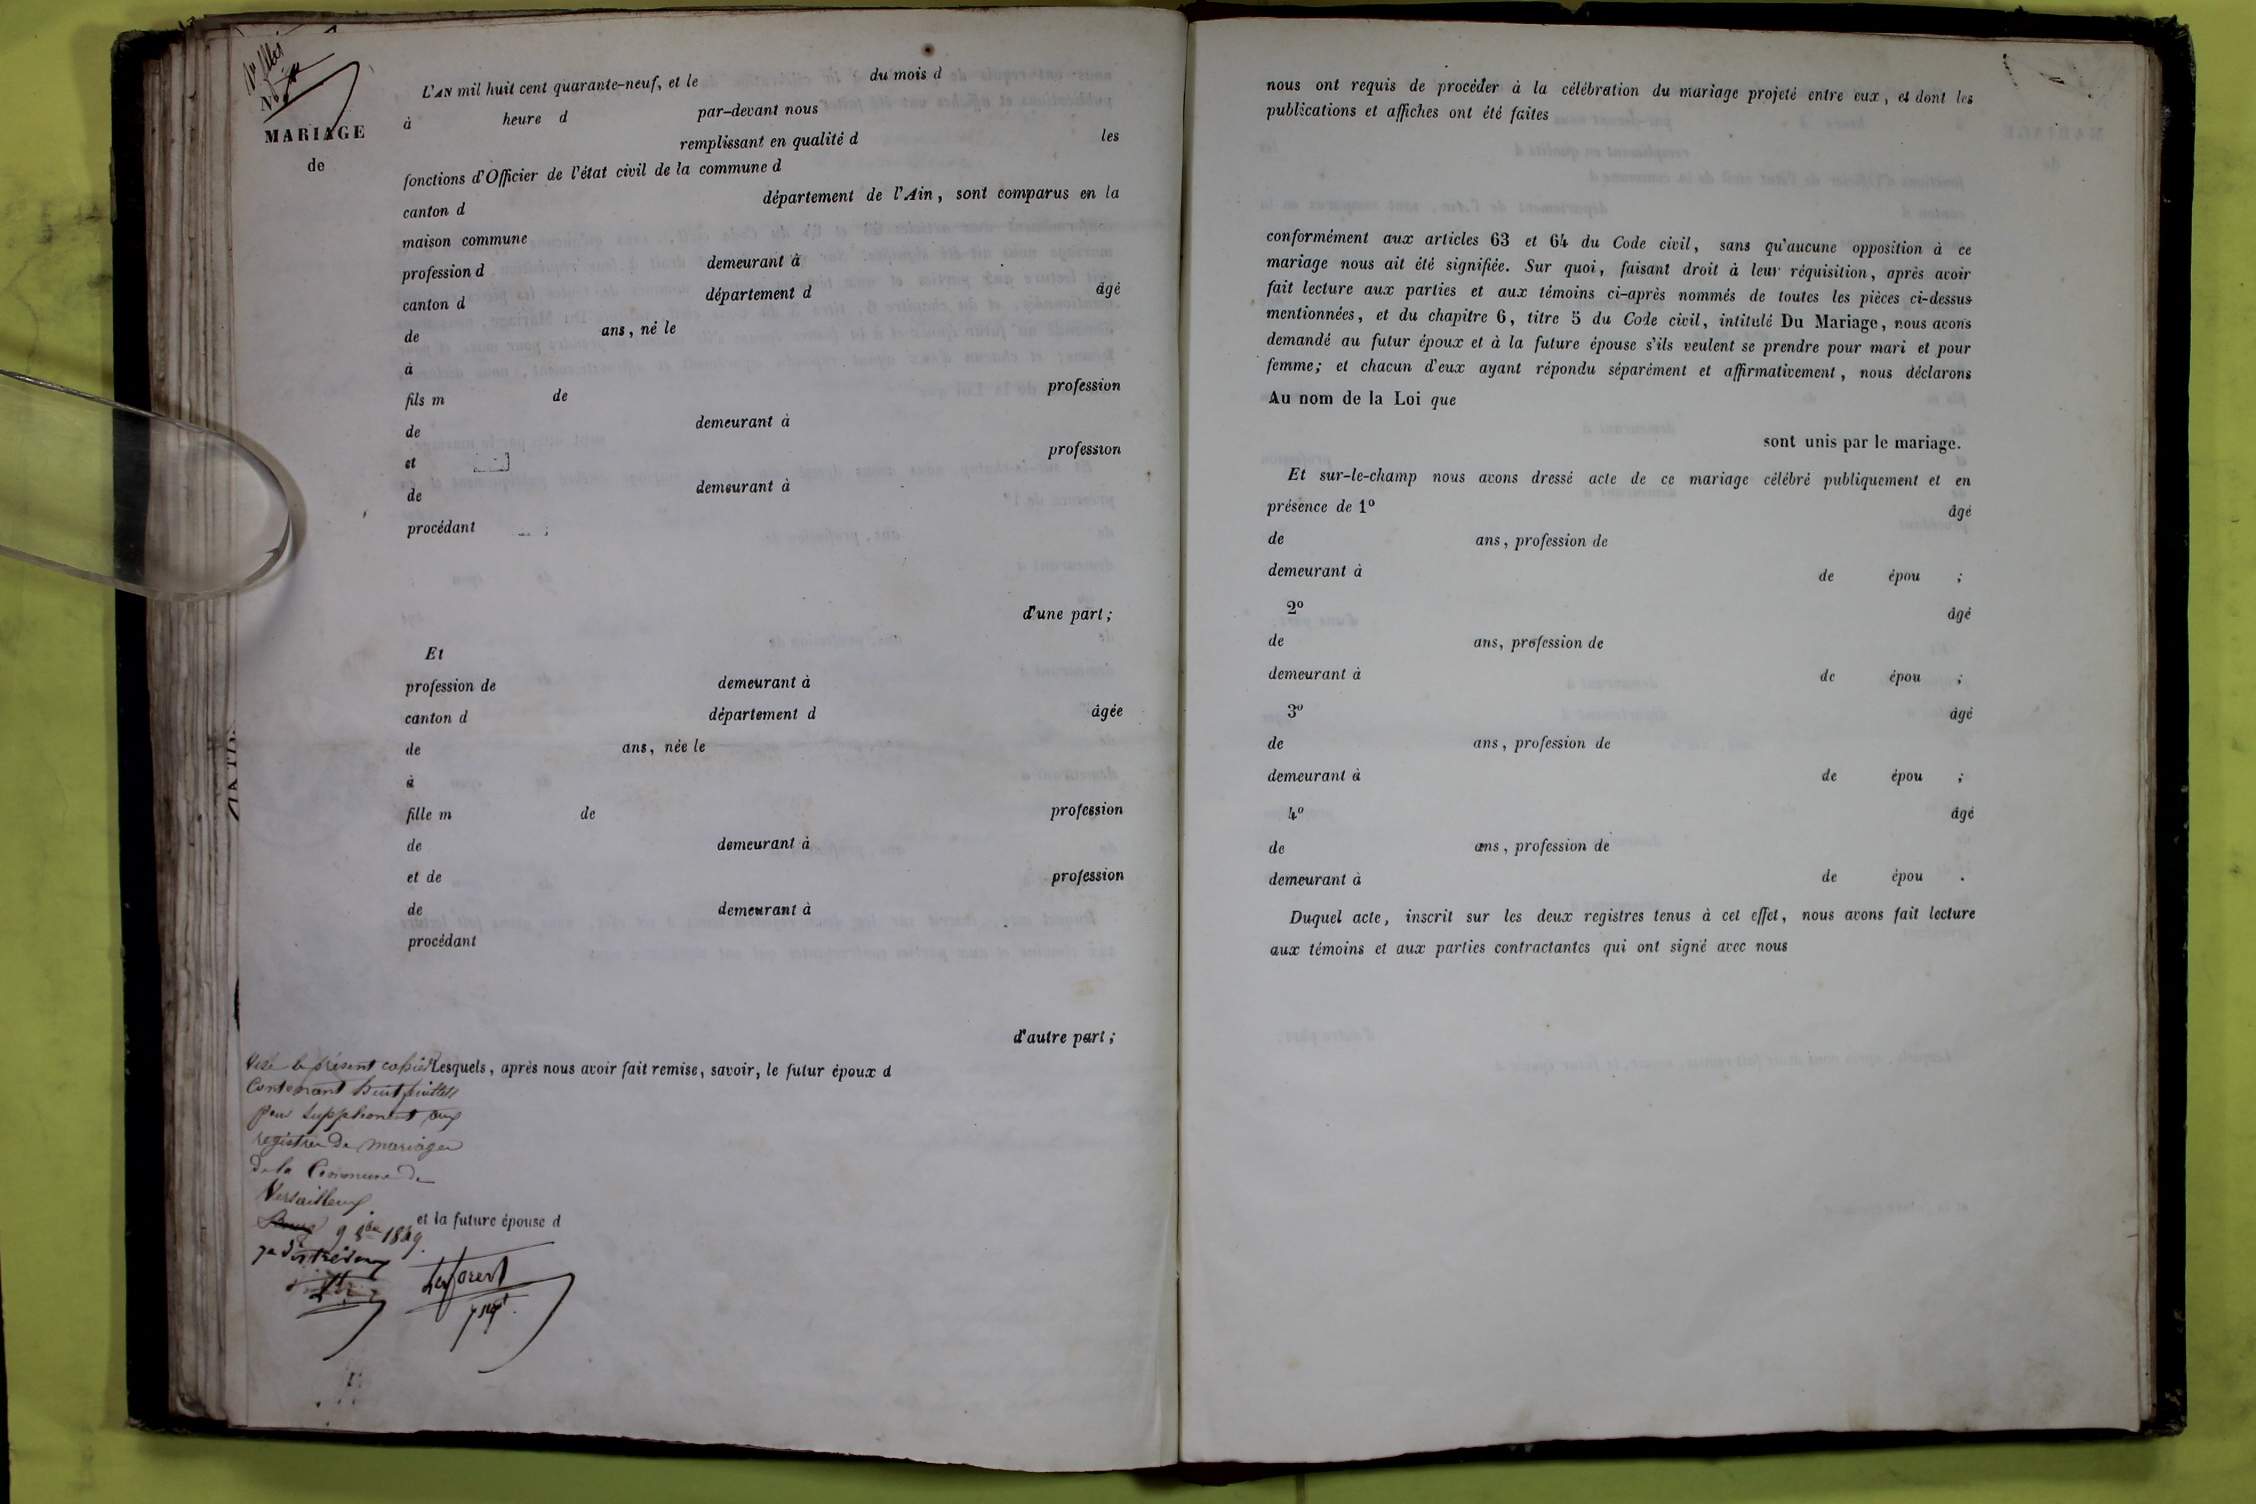 No
MARIAGE
de
L'AN mil huit cent quarante-neuf, et le du mois d
à heure d par-devant nous
remplissant en qualité d les
fonctions d'Officier de l'état civil de la commune d
canton d département de l'Ain, sont comparus en la
maison commune
profession d demeurant à
canton d département d âgé
de ans, né le
à
fils m de profession
de demeurant à
et profession
de demeurant à
procédant
d'une part;
Et
profession de demeurant à
canton d département d âgée
de ans, née le
à
fille m de profession
de demeurant à
et de profession
de demeurant à
procédant
d'autre part;
Lesquels, après nous avoir fait remise, savoir, le futur époux d
Visé le présent cahier
Contenant huit feuillets
pour supplément aux
registres de mariages
de la Commune de
Versailleux
9 8bre 1849
et la future épouse d
nous ont requis de procéder à la célébration du mariage projeté entre eux, et dont les
publications et affiches ont été faites
conformément aux articles 63 et 64 du Code civil, sans qu'aucune opposition à ce
mariage nous ait été signifiée. Sur quoi, faisant droit à leur réquisition, après avoir
fait lecture aux parties et aux témoins ci-après nommés de toutes les pièces ci-dessus
mentionnées, et du chapitre 6, titre 5 du Code civil, intitulé Du Mariage, nous avons
demandé au futur époux et à la future épouse s'ils veulent se prendre pour mari et pour
femme; et chacun d'eux ayant répondu séparément et affirmativement, nous déclarons
Au nom de la Loi que
sont unis par le mariage.
Et sur-le-champ nous avons dressé acte de ce mariage célébré publiquement et en
présence de 1º âgé
de ans, profession de
demeurant à de épou ;
2º âgé
de ans, profession de
demeurant à de épou ;
3º âgé
de ans, profession de
demeurant à de épou ;
4º âgé
de ans, profession de
demeurant à de épou .
Duquel acte, inscrit sur les deux registres tenus à cet effet, nous avons fait lecture
aux témoins et aux parties contractantes qui ont signé avec nous